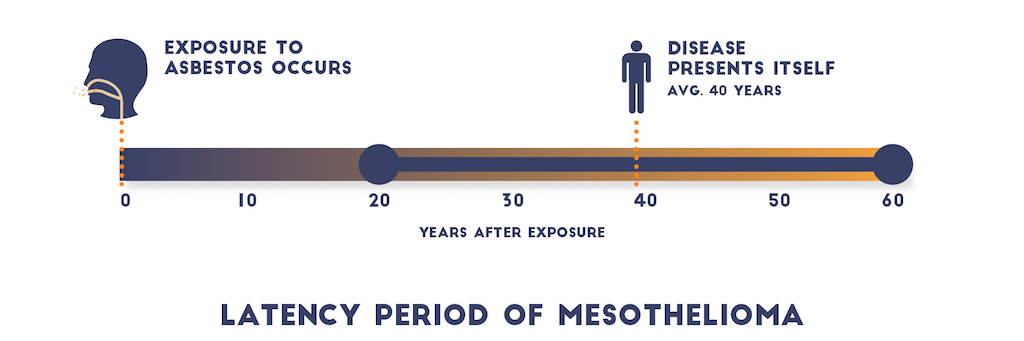 EXPOSURE TO
ASBESTOS OCCURS
DISEASE
PRESENTS ITSELF
AVG. 40 YEARS
0 10 20 30 40 50 60
YEARS AFTER EXPOSURE
LATENCY PERIOD OF MESOTHELIOMA